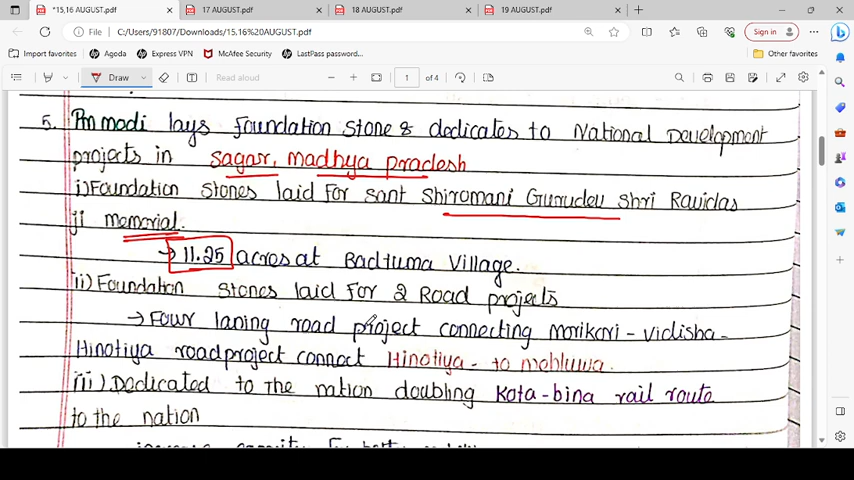 *15,16 AUGUST.pdf
17 AUGUST.pdf
18 AUGUST.pdf
19 AUGUST.pdf
File C:/Users/91807/Downloads/15.16%20AUGUST.pdf
Sign in
Import favorites Agoda Express VPN McAfee Security LastPass password... Other favorites
Draw Read aloud 1 of 4
5. Pm modi lays Foundation stone & dedicates to National Development
projects in Sagar, madhya pradesh
i) Foundation stones laid for sant Shiromani Gurudev Shri Ravidas
ji memorial.
→ 11.25 acres at Badtuma Village.
ii) Foundation stones laid for 2 Road projects
→ Four laning road project connecting morikori - vidisha -
Hinotiya road project connect Hinotiya - to mehluwa.
iii) Dedicated to the nation doubling Kota-bina rail route
to the nation